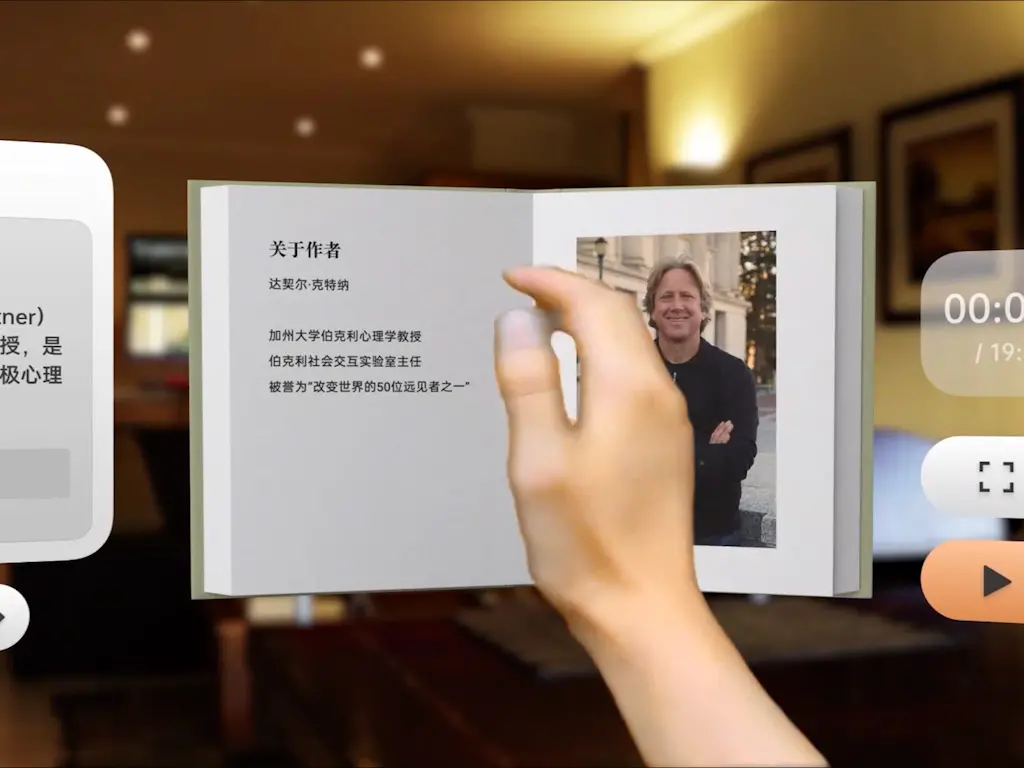 tner)
授，是
极心理
关于作者
达契尔·克特纳
加州大学伯克利心理学教授
伯克利社会交互实验室主任
被誉为“改变世界的50位远见者之一”
00:0
/ 19: